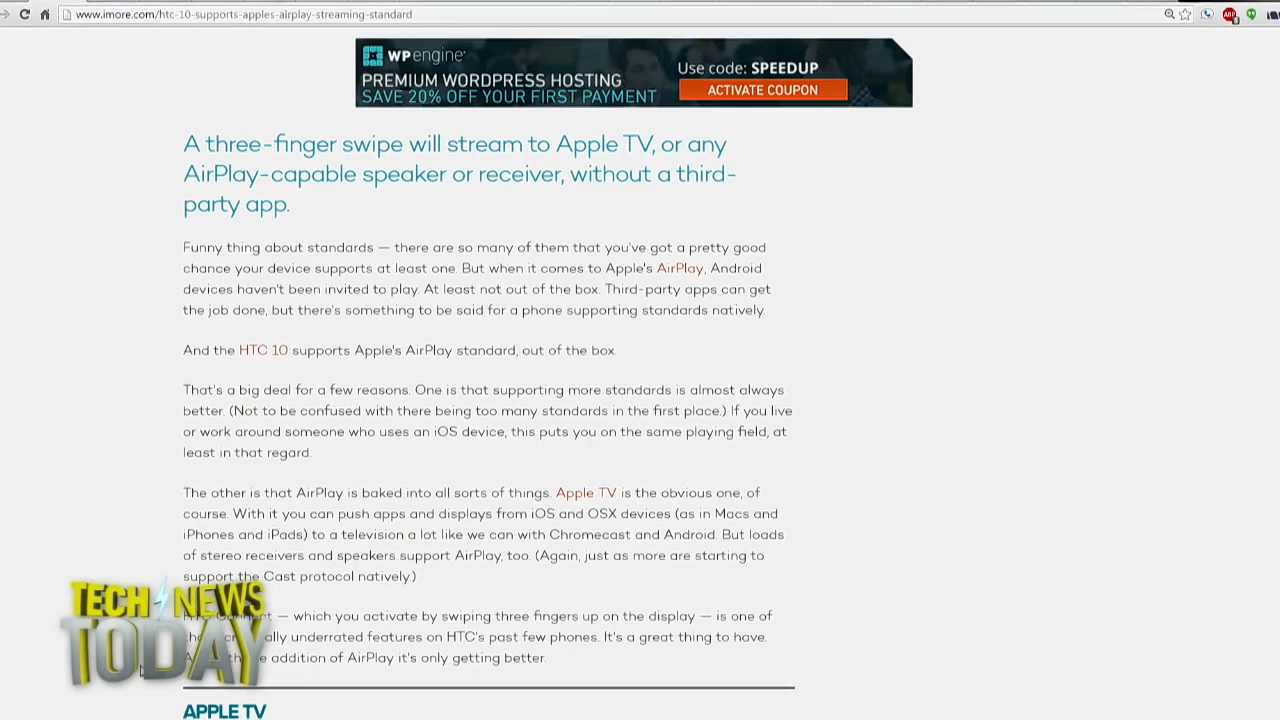 www.imore.com/htc-10-supports-apples-airplay-streaming-standard
WPengine
PREMIUM WORDPRESS HOSTING
SAVE 20% OFF YOUR FIRST PAYMENT
Use code: SPEEDUP
ACTIVATE COUPON
A three-finger swipe will stream to Apple TV, or any
AirPlay-capable speaker or receiver, without a third-
party app.
Funny thing about standards — there are so many of them that you've got a pretty good
chance your device supports at least one. But when it comes to Apple's AirPlay, Android
devices haven't been invited to play. At least not out of the box. Third-party apps can get
the job done, but there's something to be said for a phone supporting standards natively.
And the HTC 10 supports Apple's AirPlay standard, out of the box.
That's a big deal for a few reasons. One is that supporting more standards is almost always
better. (Not to be confused with there being too many standards in the first place.) If you live
or work around someone who uses an iOS device, this puts you on the same playing field, at
least in that regard.
The other is that AirPlay is baked into all sorts of things. Apple TV is the obvious one, of
course. With it you can push apps and displays from iOS and OSX devices (as in Macs and
iPhones and iPads) to a television a lot like we can with Chromecast and Android. But loads
of stereo receivers and speakers support AirPlay, too. (Again, just as more are starting to
support the Cast protocol natively.)
— which you activate by swiping three fingers up on the display — is one of
underrated features on HTC's past few phones. It's a great thing to have.
addition of AirPlay it's only getting better.
TECH NEWS
TODAY
APPLE TV